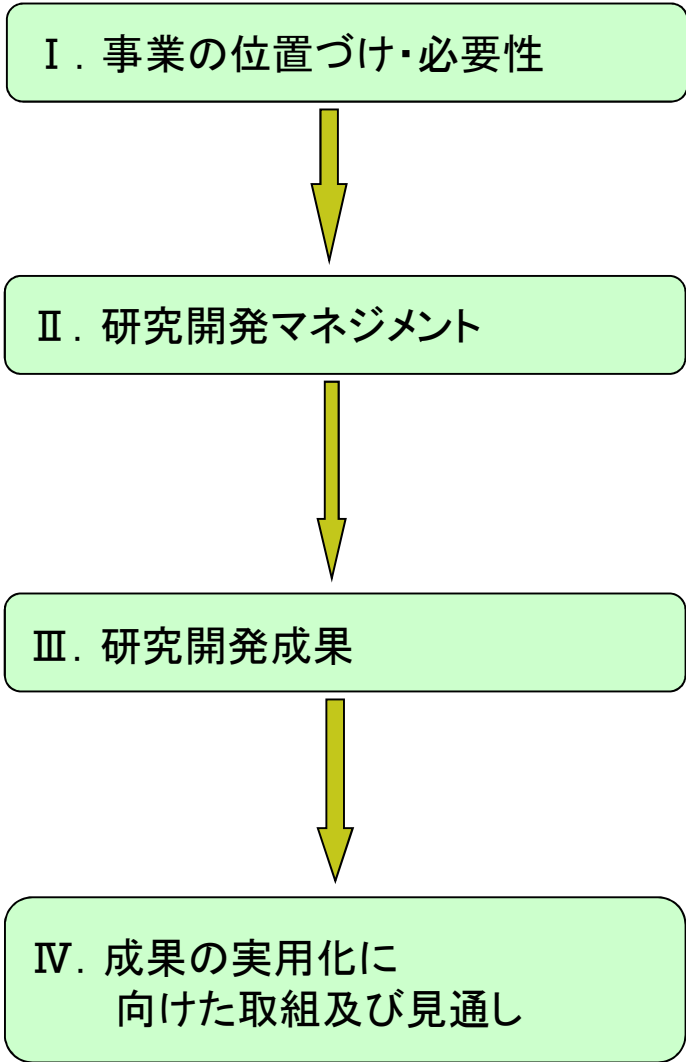 Ⅰ．事業の位置づけ・必要性
Ⅱ．研究開発マネジメント
Ⅲ．研究開発成果
Ⅳ．成果の実用化に
向けた取組及び見通し